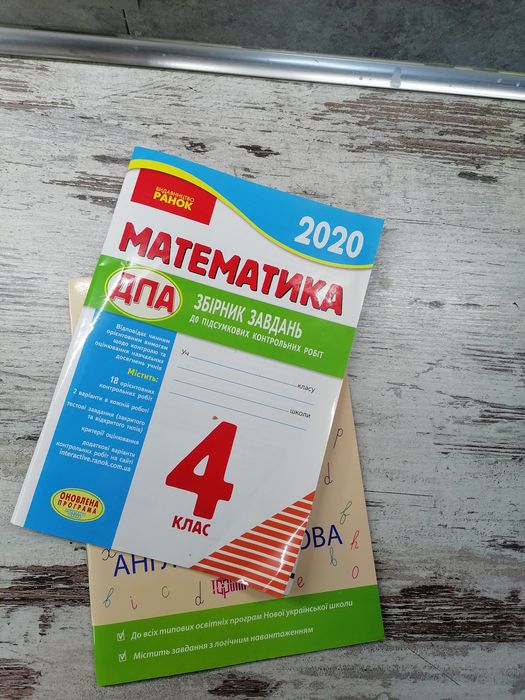 ВИДАВНИЦТВО
РАНОК
2020
МАТЕМАТИКА
ДПА
ЗБІРНИК ЗАВДАНЬ
ДО ПІДСУМКОВИХ КОНТРОЛЬНИХ РОБІТ
Відповідає чинним
орієнтовним вимогам
щодо контролю та
оцінювання навчальних
досягнень учнів
Містить:
18 орієнтовних
контрольних робіт
2 варіанти в кожній роботі
тестові завдання (закритого
та відкритого типів)
критерії оцінювання
додаткові варіанти
контрольних робіт на сайті
interactive.ranok.com.ua
Уч
класу
школи
4
КЛАС
ОНОВЛЕНА
ПРОГРАМА
АНГЛ
ОВА
b i c d
e o
До всіх типових освітніх програм Нової української школи
Містить завдання з логічним навантаженням